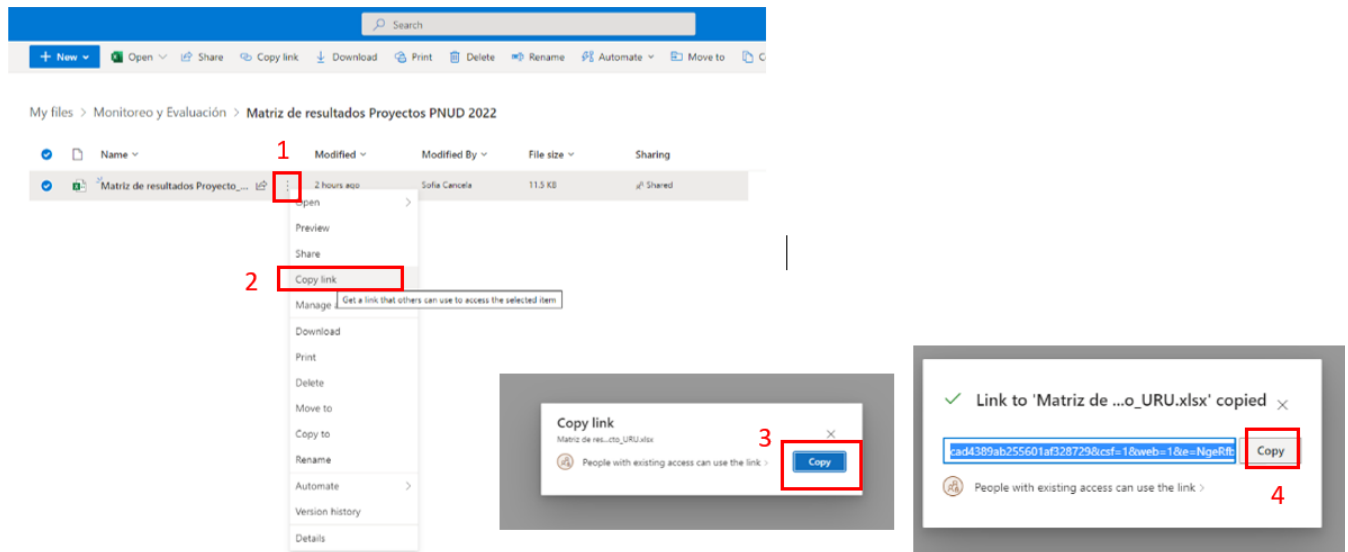 Search
New Open Share Copy link Download Print Delete Rename Automate Move to
My files > Monitoreo y Evaluación > Matriz de resultados Proyectos PNUD 2022
1
Name Modified Modified By File size Sharing
Matriz de resultados Proyecto_... 2 hours ago Sofia Cancela 11.5 KB Shared
Open
Preview
Share
2
Copy link
Get a link that others can use to access the selected item
Manage
Download
Print
Delete
Move to
Copy to
Rename
Automate
Version history
Details
Copy link
Matriz de res...cto_URU.xlsx
3
People with existing access can use the link >
Copy
Link to 'Matriz de ...o_URU.xlsx' copied
cad4389ab255601af328729&csf=1&web=1&e=NgeRfb
Copy
People with existing access can use the link >
4